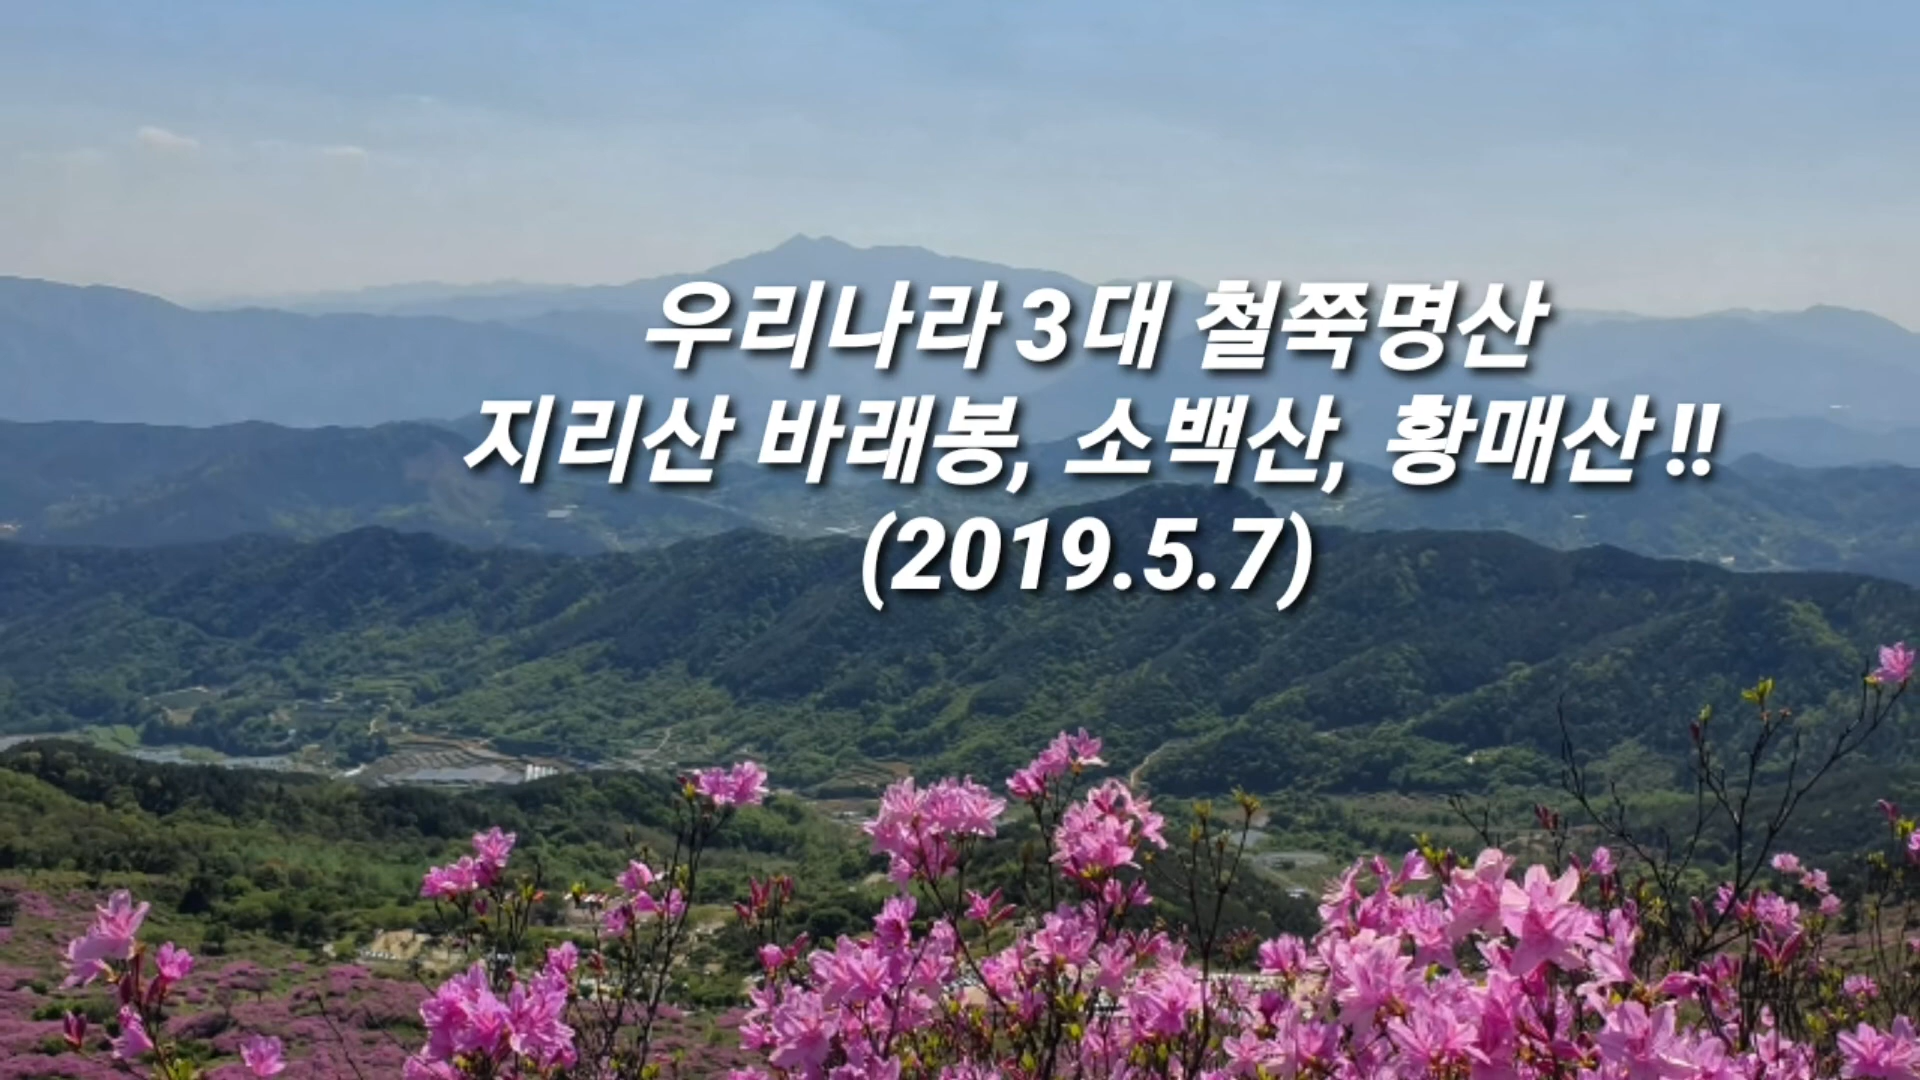 우리나라 3대 철쭉명산
지리산 바래봉, 소백산, 황매산 !!
(2019.5.7)